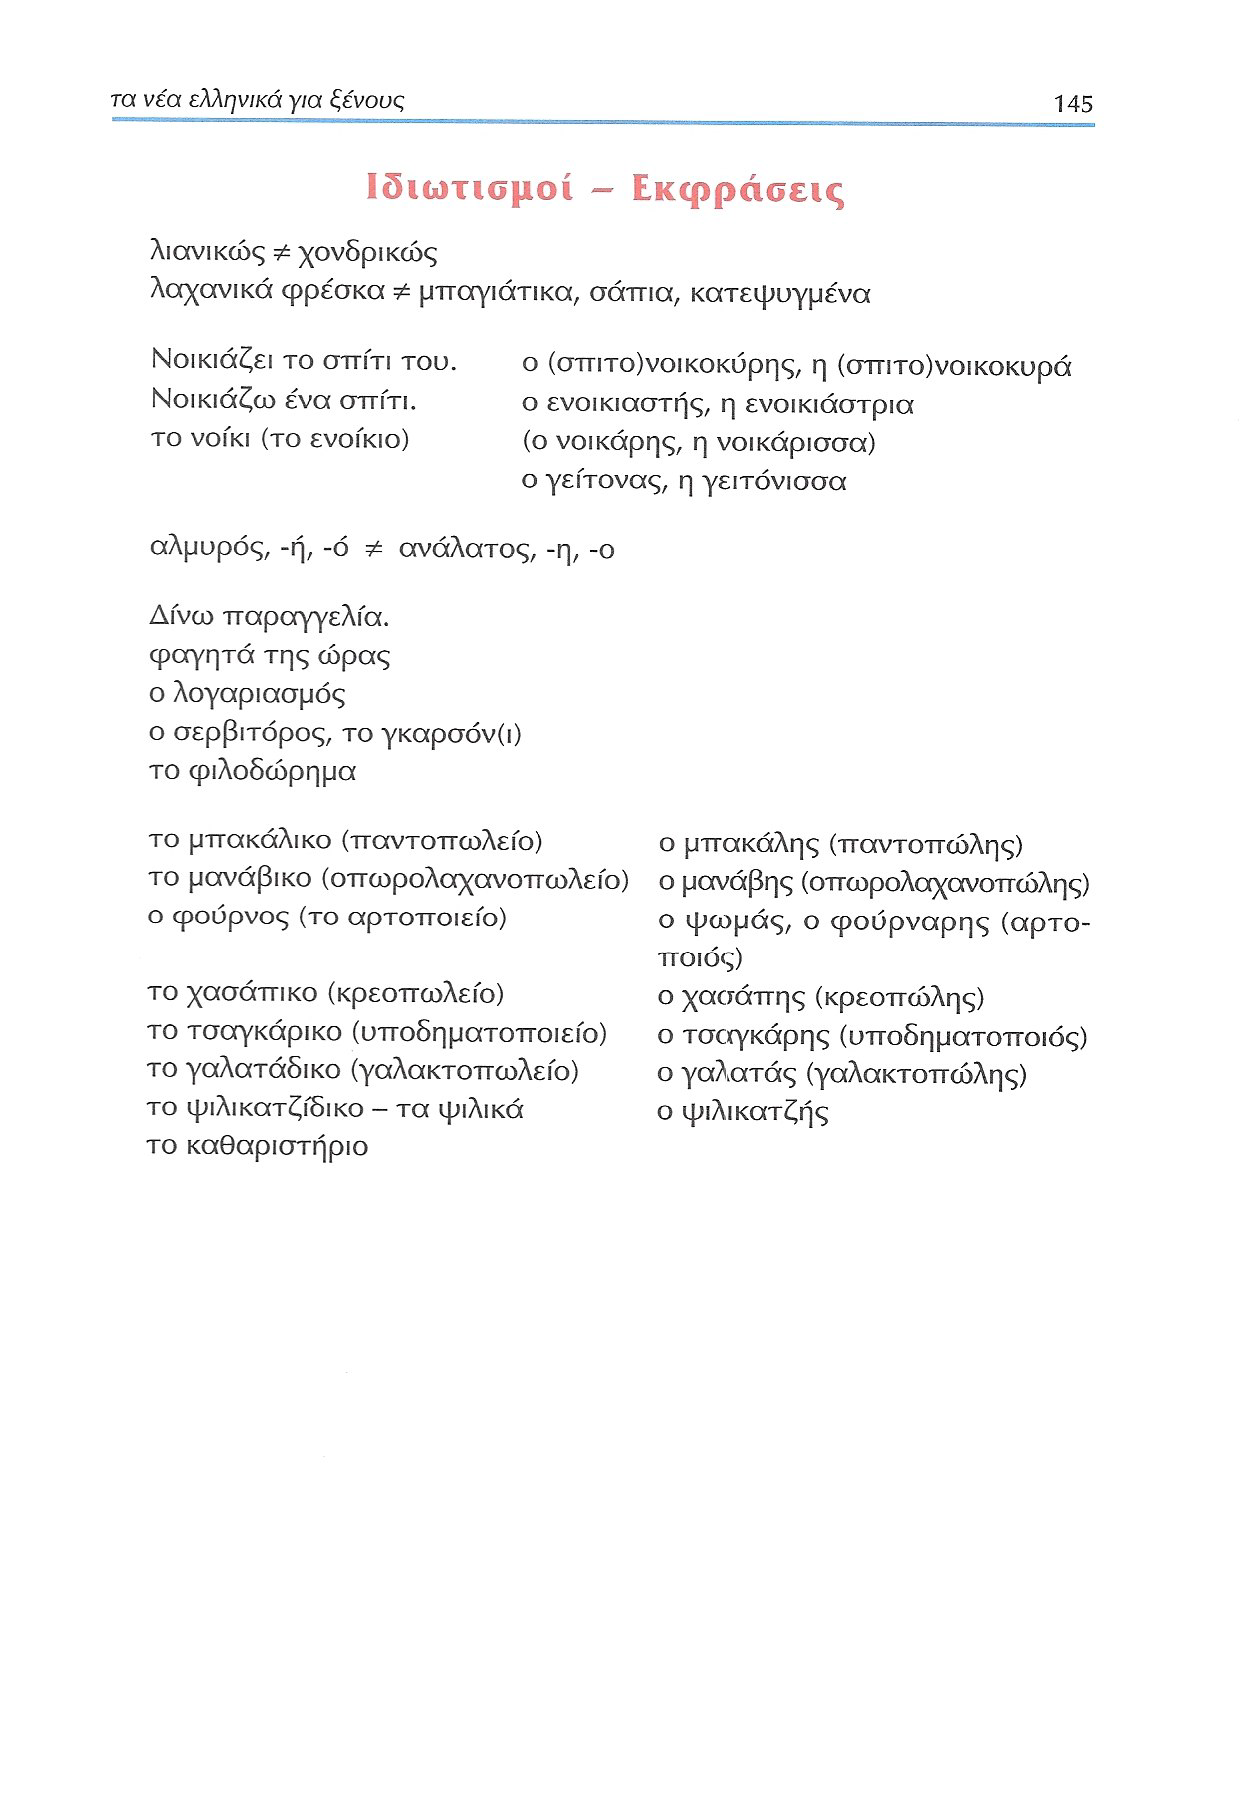 τα νέα ελληνικά για ξένους 145
Ιδιωτισμοί – Εκφράσεις
λιανικώς ≠ χονδρικώς
λαχανικά φρέσκα ≠ μπαγιάτικα, σάπια, κατεψυγμένα
Νοικιάζει το σπίτι του. ο (σπιτο)νοικοκύρης, η (σπιτο)νοικοκυρά
Νοικιάζω ένα σπίτι. ο ενοικιαστής, η ενοικιάστρια
το νοίκι (το ενοίκιο) (ο νοικάρης, η νοικάρισσα)
ο γείτονας, η γειτόνισσα
αλμυρός, -ή, -ό ≠ ανάλατος, -η, -ο
Δίνω παραγγελία.
φαγητά της ώρας
ο λογαριασμός
ο σερβιτόρος, το γκαρσόν(ι)
το φιλοδώρημα
το μπακάλικο (παντοπωλείο) ο μπακάλης (παντοπώλης)
το μανάβικο (οπωρολαχανοπωλείο) ο μανάβης (οπωρολαχανοπώλης)
ο φούρνος (το αρτοποιείο) ο ψωμάς, ο φούρναρης (αρτο-
ποιός)
το χασάπικο (κρεοπωλείο) ο χασάπης (κρεοπώλης)
το τσαγκάρικο (υποδηματοποιείο) ο τσαγκάρης (υποδηματοποιός)
το γαλατάδικο (γαλακτοπωλείο) ο γαλατάς (γαλακτοπώλης)
το ψιλικατζίδικο – τα ψιλικά ο ψιλικατζής
το καθαριστήριο